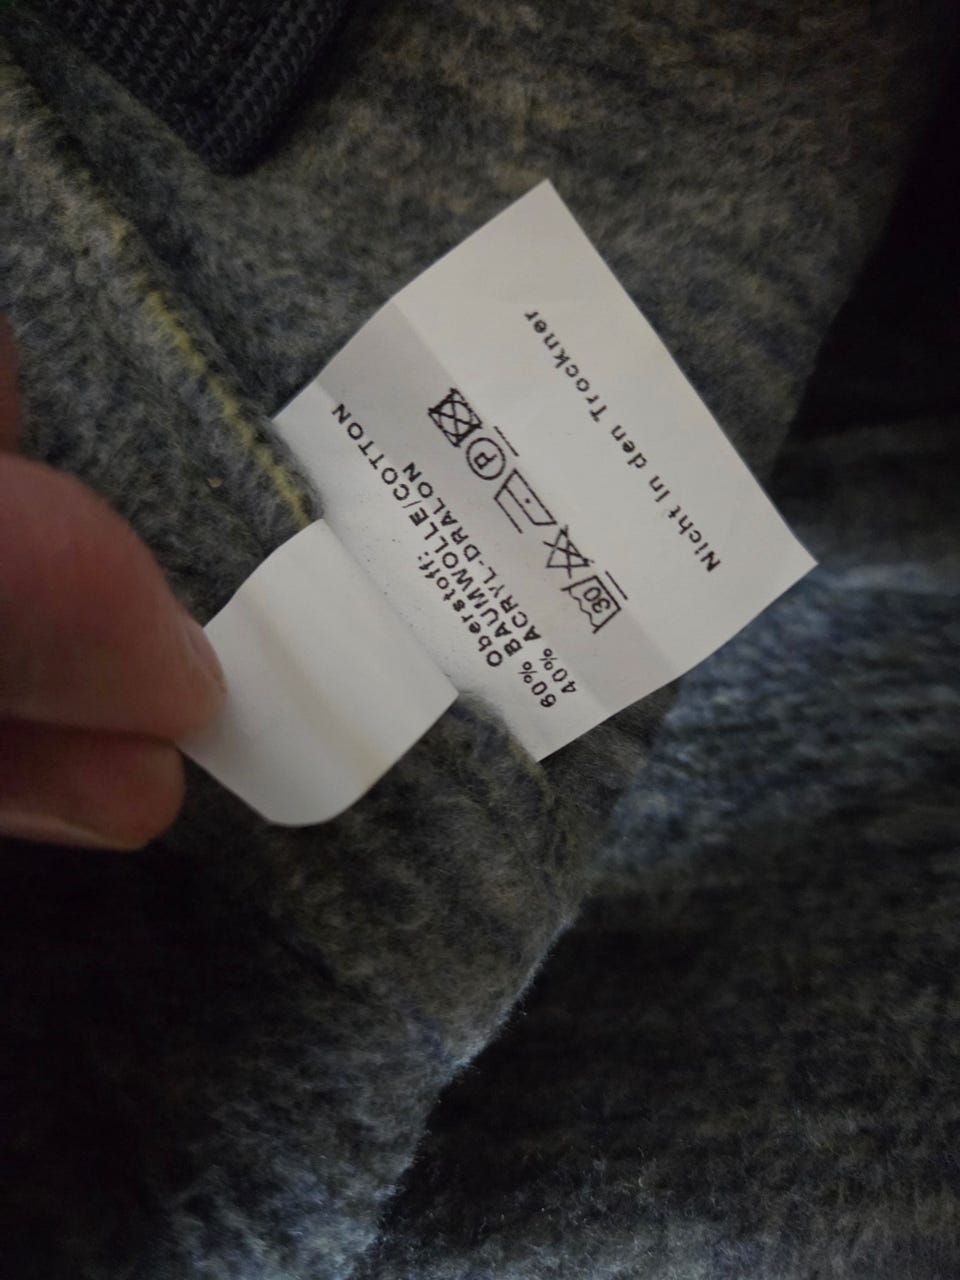 Oberstoff:
60% BAUMWOLLE/COTTON
40% ACRYL-DRALON
30
P
Nicht in den Trockner